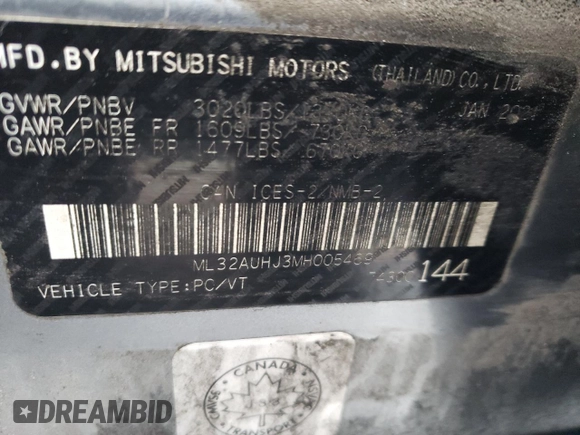 MFD.BY MITSUBISHI MOTORS (THAILAND)CO.,LTD.
GVWR/PNBV 3020LBS JAN
GAWR/PNBE FR 1609LBS/
GAWR/PNBE RR 1477LBS/
CAN ICES-2/NMB-2
ML32AUHJ3MH005489
VEHICLE TYPE:PC/VT 144
CANADA
TRANSPORT
DREAMBID